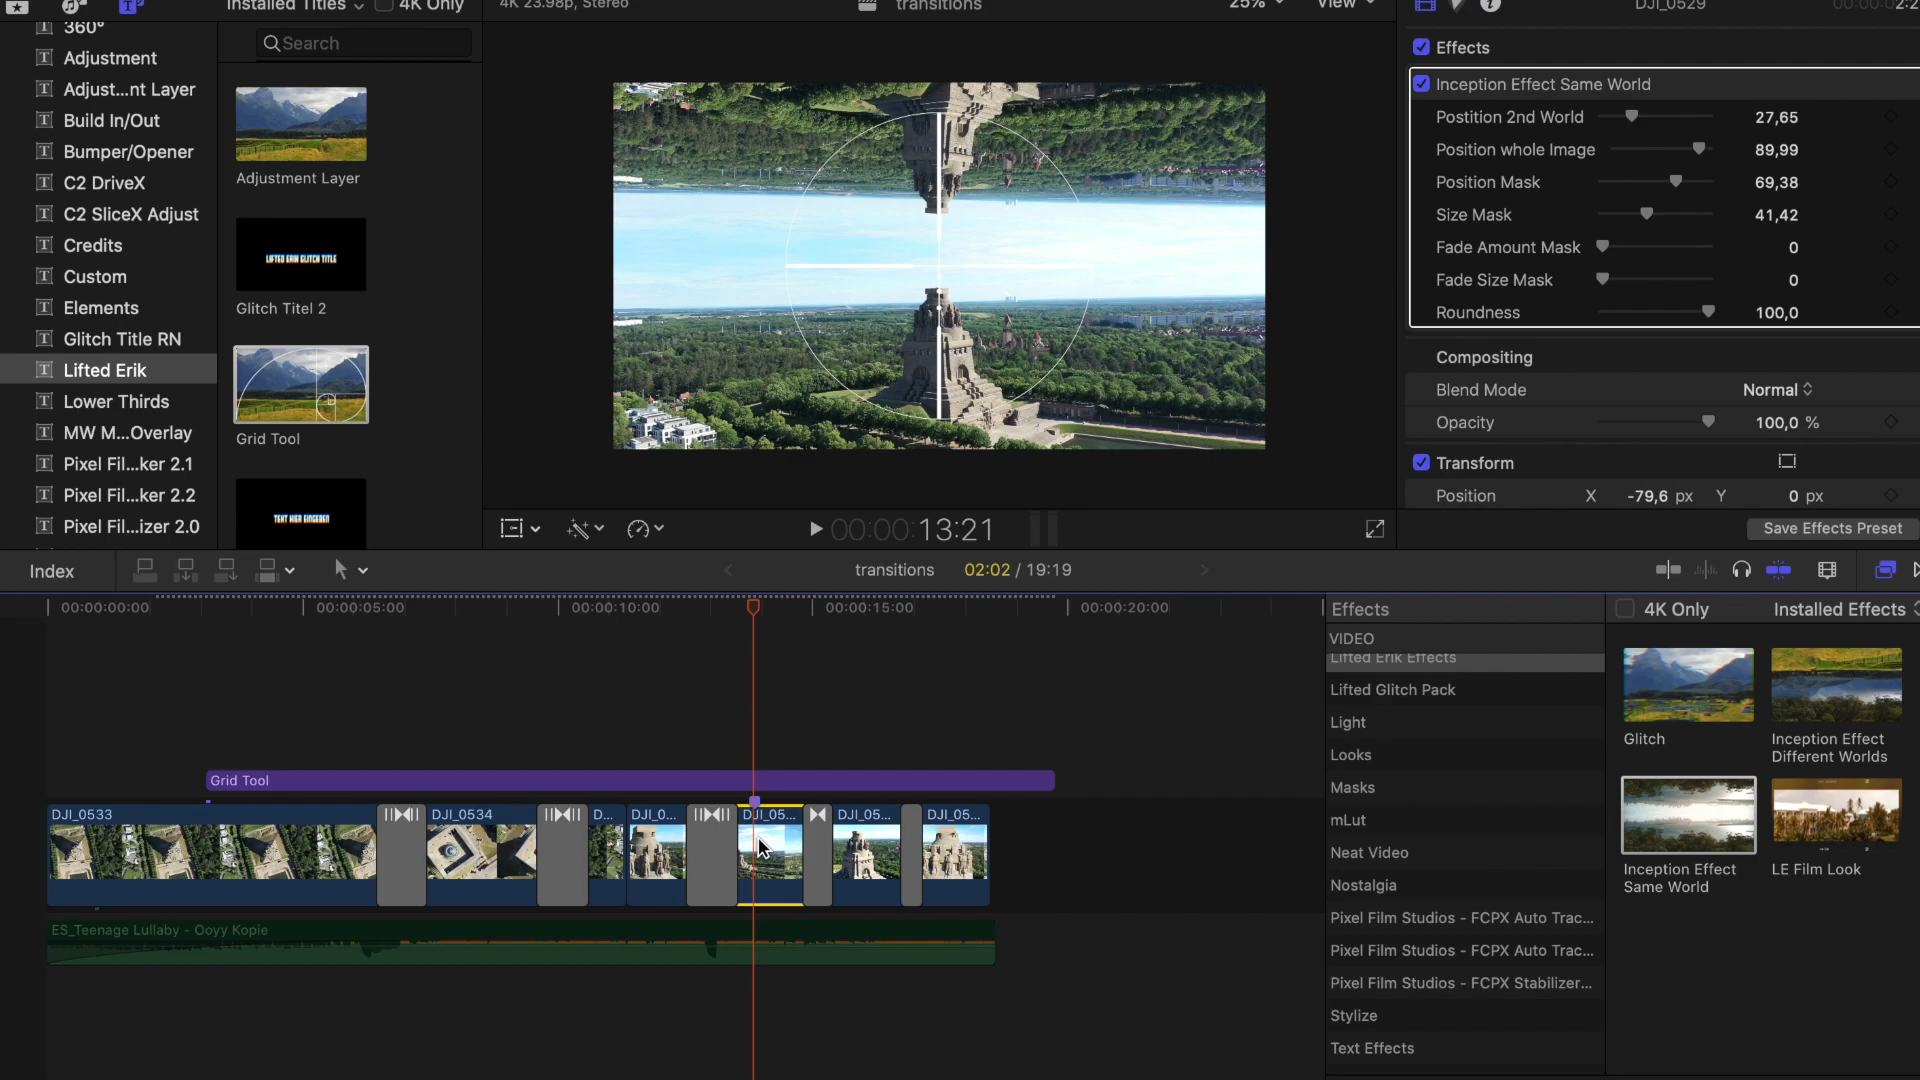 Installed Titles
4K Only
4K 23.98p, Stereo
transitions
25%
View
DJI_0529
360°
Adjustment
Adjust...nt Layer
Build In/Out
Bumper/Opener
C2 DriveX
C2 SliceX Adjust
Credits
Custom
Elements
Glitch Title RN
Lifted Erik
Lower Thirds
MW M...Overlay
Pixel Fil...ker 2.1
Pixel Fil...ker 2.2
Pixel Fil...izer 2.0
Search
Adjustment Layer
LIFTED ERIK GLITCH TITLE
Glitch Titel 2
Grid Tool
TEXT HIER EINGEBEN
Effects
Inception Effect Same World
Postition 2nd World 27,65
Position whole Image 89,99
Position Mask 69,38
Size Mask 41,42
Fade Amount Mask 0
Fade Size Mask 0
Roundness 100,0
Compositing
Blend Mode Normal
Opacity 100,0 %
Transform
Position X -79,6 px Y 0 px
Save Effects Preset
00:00:013:21
Index
transitions 02:02 / 19:19
00:00:00:00
00:00:05:00
00:00:10:00
00:00:15:00
00:00:20:00
Grid Tool
DJI_0533
DJI_0534
D...
DJI_0...
DJI_05...
DJI_05...
DJI_05...
ES_Teenage Lullaby - Ooyy Kopie
Effects
4K Only
Installed Effects
VIDEO
Lifted Erik Effects
Lifted Glitch Pack
Light
Looks
Masks
mLut
Neat Video
Nostalgia
Pixel Film Studios - FCPX Auto Trac...
Pixel Film Studios - FCPX Auto Trac...
Pixel Film Studios - FCPX Stabilizer...
Stylize
Text Effects
Glitch
Inception Effect
Different Worlds
Inception Effect
Same World
LE Film Look